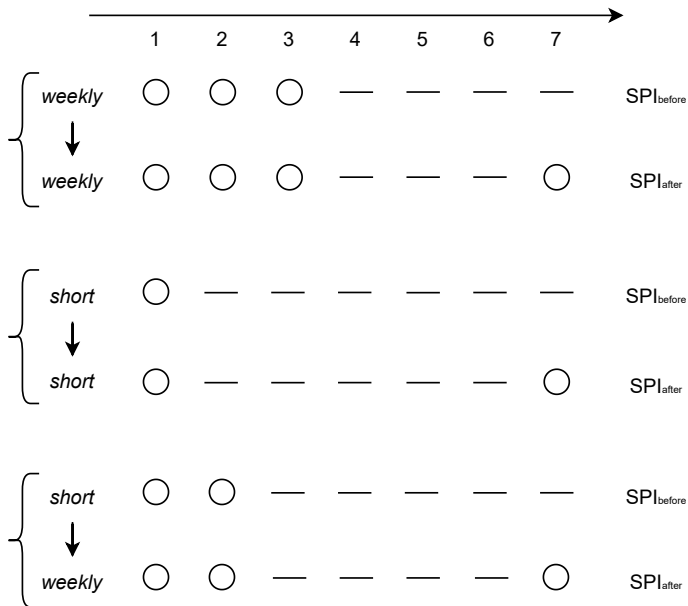 1 2 3 4 5 6 7
weekly SPIbefore
weekly SPIafter
short SPIbefore
short SPIafter
short SPIbefore
weekly SPIafter